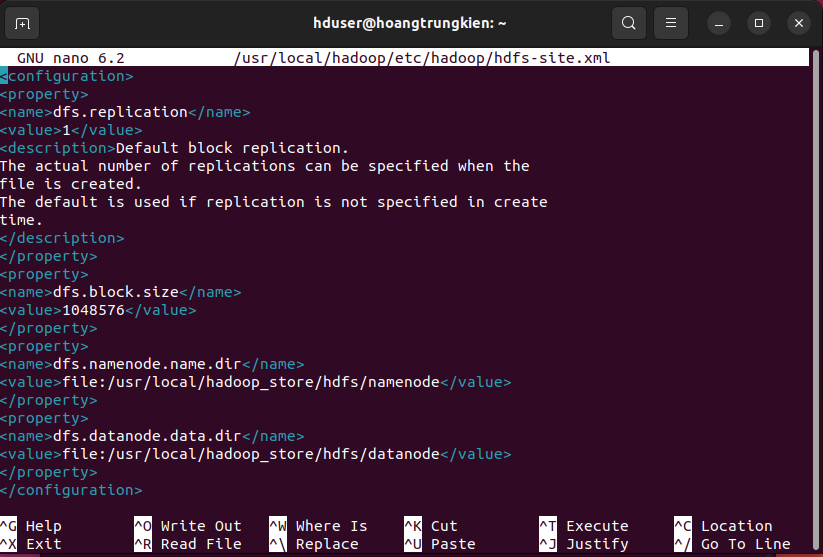 hduser@hoangtrungkien: ~
GNU nano 6.2 /usr/local/hadoop/etc/hadoop/hdfs-site.xml
<configuration>
<property>
<name>dfs.replication</name>
<value>1</value>
<description>Default block replication.
The actual number of replications can be specified when the
file is created.
The default is used if replication is not specified in create
time.
</description>
</property>
<property>
<name>dfs.block.size</name>
<value>1048576</value>
</property>
<property>
<name>dfs.namenode.name.dir</name>
<value>file:/usr/local/hadoop_store/hdfs/namenode</value>
</property>
<property>
<name>dfs.datanode.data.dir</name>
<value>file:/usr/local/hadoop_store/hdfs/datanode</value>
</property>
</configuration>
^G Help ^O Write Out ^W Where Is ^K Cut ^T Execute ^C Location
^X Exit ^R Read File ^\ Replace ^U Paste ^J Justify ^/ Go To Line